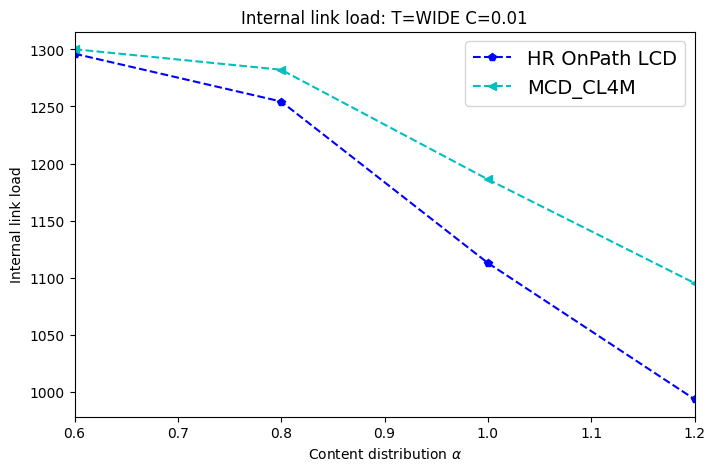 Internal link load: T=WIDE C=0.01
HR OnPath LCD
MCD_CL4M
Internal link load
1300
1250
1200
1150
1100
1050
1000
0.6 0.7 0.8 0.9 1.0 1.1 1.2
Content distribution α